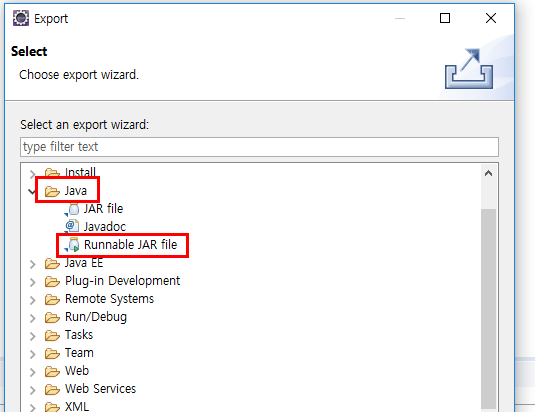 Export
Select
Choose export wizard.
Select an export wizard:
type filter text
Install
Java
JAR file
Javadoc
Runnable JAR file
Java EE
Plug-in Development
Remote Systems
Run/Debug
Tasks
Team
Web
Web Services
XML